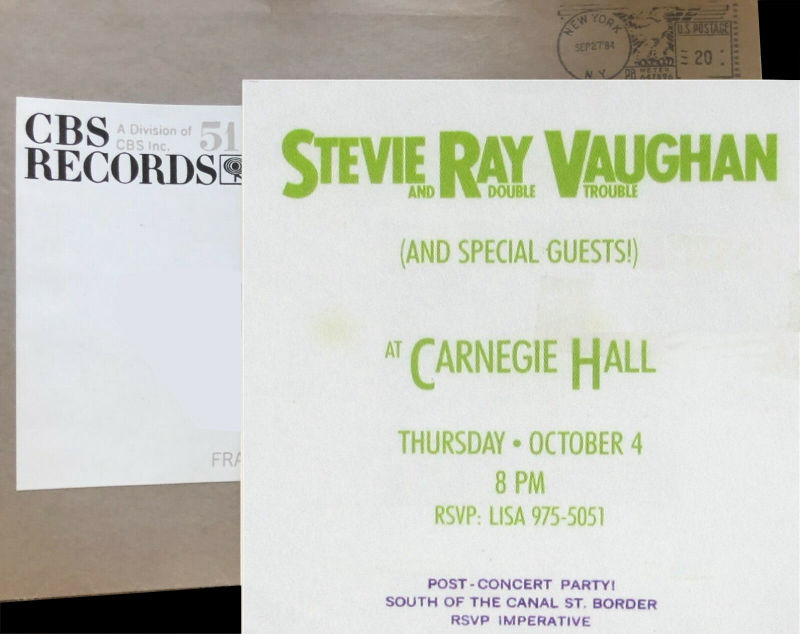 NEW YORK
SEP 27'84
N.Y.
U.S. POSTAGE
20
PB METER
CBS
RECORDS
A Division of
CBS Inc.
51
FRA
STEVIE RAY VAUGHAN
AND DOUBLE TROUBLE
(AND SPECIAL GUESTS!)
AT CARNEGIE HALL
THURSDAY • OCTOBER 4
8 PM
RSVP: LISA 975-5051
POST-CONCERT PARTY!
SOUTH OF THE CANAL ST. BORDER
RSVP IMPERATIVE